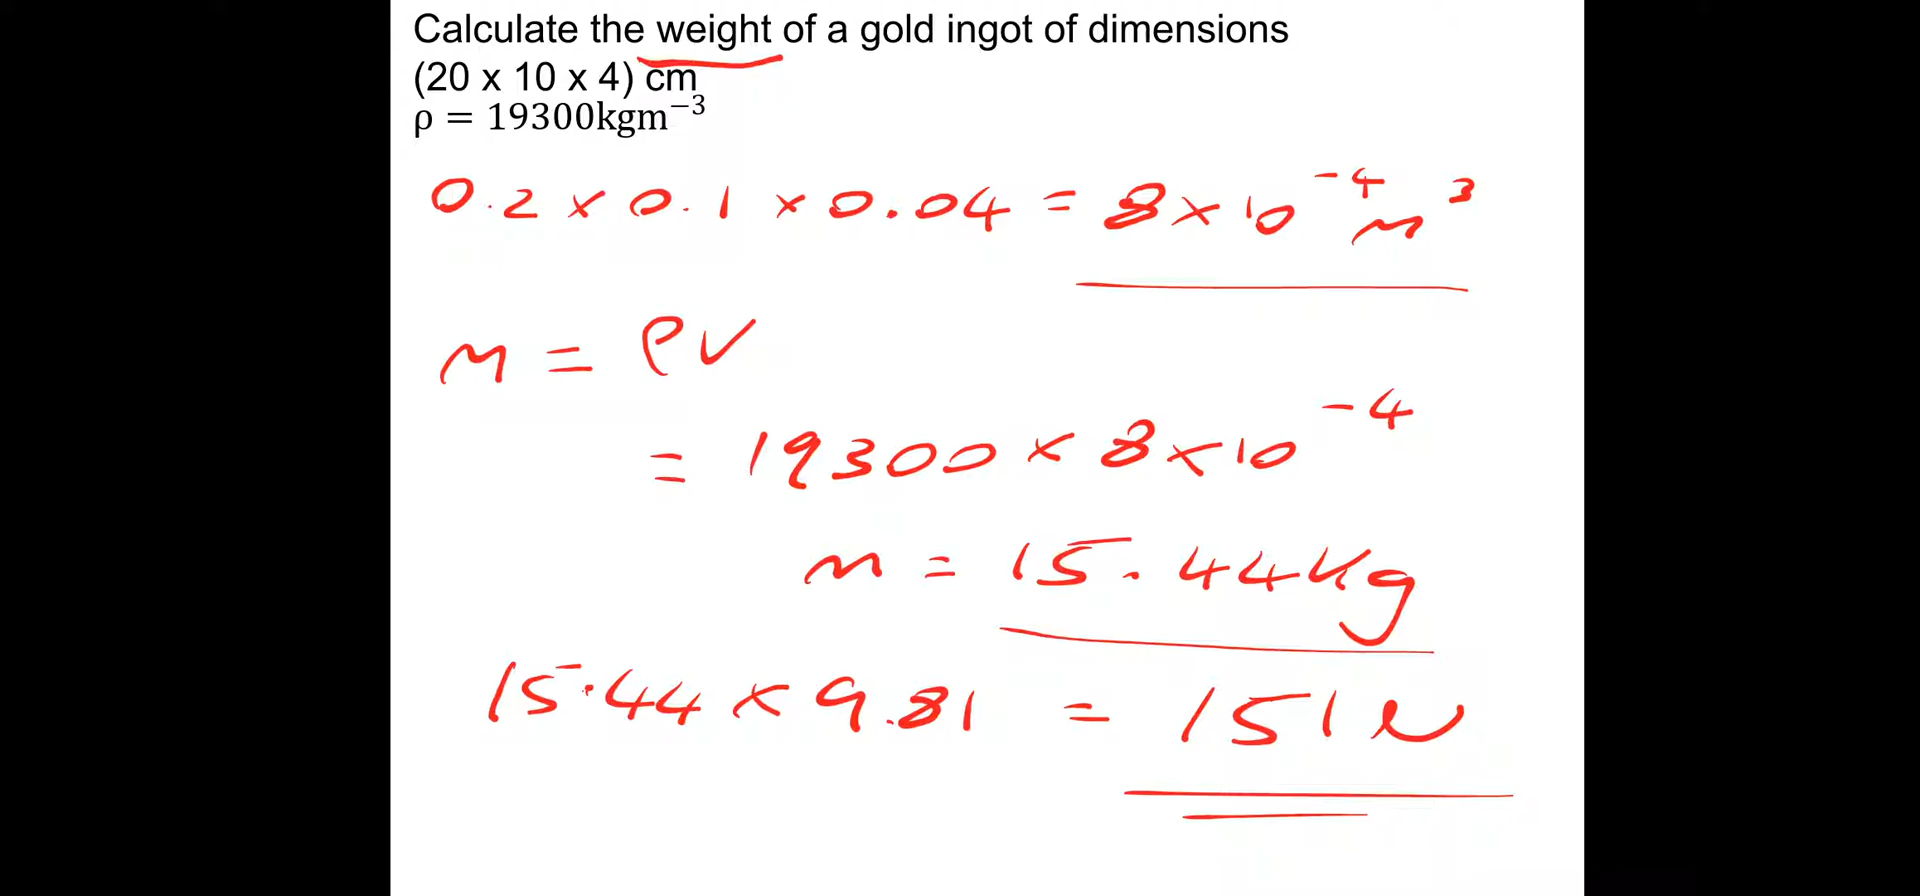 Calculate the weight of a gold ingot of dimensions
(20 x 10 x 4) cm
ρ = 19300kgm⁻³
0.2 × 0.1 × 0.04 = 8 × 10⁻⁴ m³
m = ρV
= 19300 × 8 × 10⁻⁴
m = 15.44kg
15.44 × 9.81 = 151N